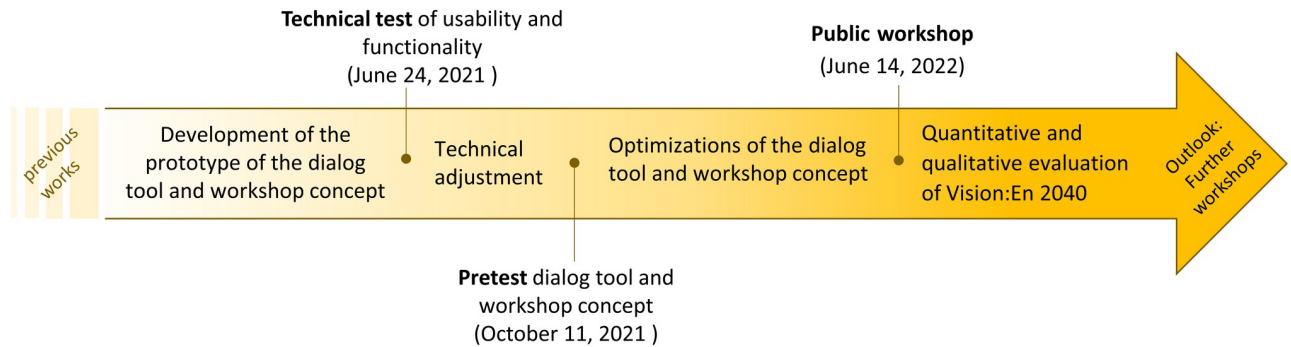 Technical test of usability and
functionality
(June 24, 2021 )
Public workshop
(June 14, 2022)
previous
works
Development of the
prototype of the dialog
tool and workshop concept
Technical
adjustment
Optimizations of the dialog
tool and workshop concept
Quantitative and
qualitative evaluation
of Vision:En 2040
Outlook:
Further
workshops
Pretest dialog tool and
workshop concept
(October 11, 2021 )